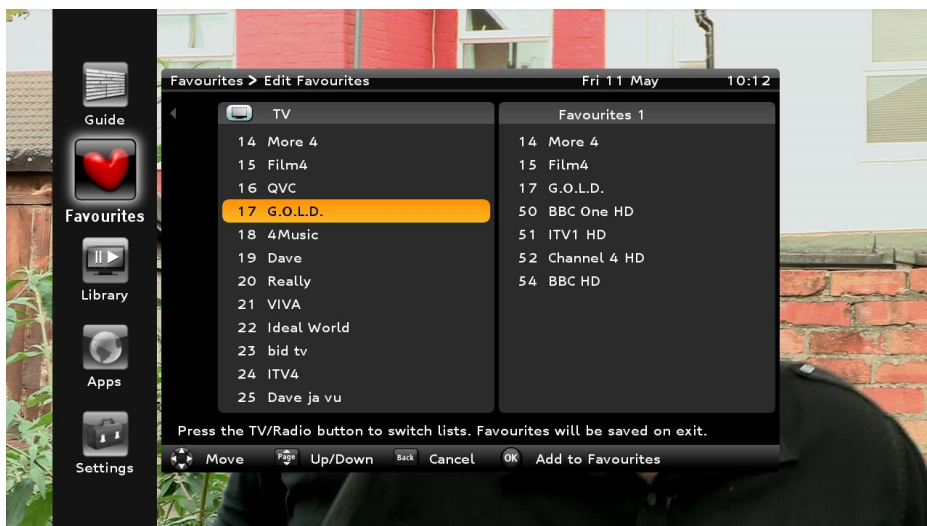 Guide
Favourites
Library
Apps
Settings
Favourites > Edit Favourites Fri 11 May 10:12
TV
14 More 4
15 Film4
16 QVC
17 G.O.L.D.
18 4Music
19 Dave
20 Really
21 VIVA
22 Ideal World
23 bid tv
24 ITV4
25 Dave ja vu
Favourites 1
14 More 4
15 Film4
17 G.O.L.D.
50 BBC One HD
51 ITV1 HD
52 Channel 4 HD
54 BBC HD
Press the TV/Radio button to switch lists. Favourites will be saved on exit.
Move Page Up/Down Back Cancel OK Add to Favourites